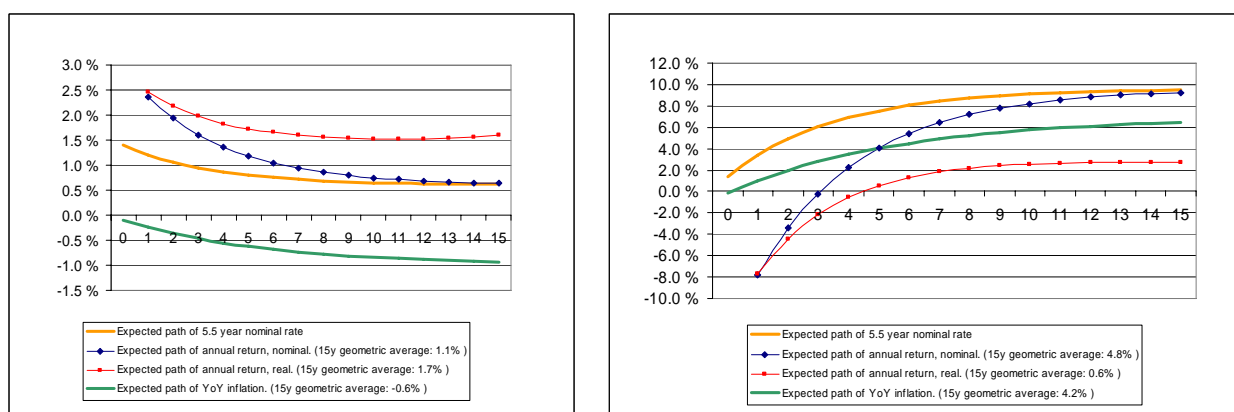 3.0 %
2.5 %
2.0 %
1.5 %
1.0 %
0.5 %
0.0 %
-0.5 %
-1.0 %
-1.5 %
0 1 2 3 4 5 6 7 8 9 10 11 12 13 14 15
Expected path of 5.5 year nominal rate
Expected path of annual return, nominal. (15y geometric average: 1.1% )
Expected path of annual return, real. (15y geometric average: 1.7% )
Expected path of YoY inflation. (15y geometric average: -0.6% )
12.0 %
10.0 %
8.0 %
6.0 %
4.0 %
2.0 %
0.0 %
-2.0 %
-4.0 %
-6.0 %
-8.0 %
-10.0 %
0 1 2 3 4 5 6 7 8 9 10 11 12 13 14 15
Expected path of 5.5 year nominal rate
Expected path of annual return, nominal. (15y geometric average: 4.8% )
Expected path of annual return, real. (15y geometric average: 0.6% )
Expected path of YoY inflation. (15y geometric average: 4.2% )